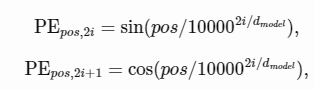 PE_{pos,2i} = sin(pos/10000^{2i/d_{model}}),
PE_{pos,2i+1} = cos(pos/10000^{2i/d_{model}}),